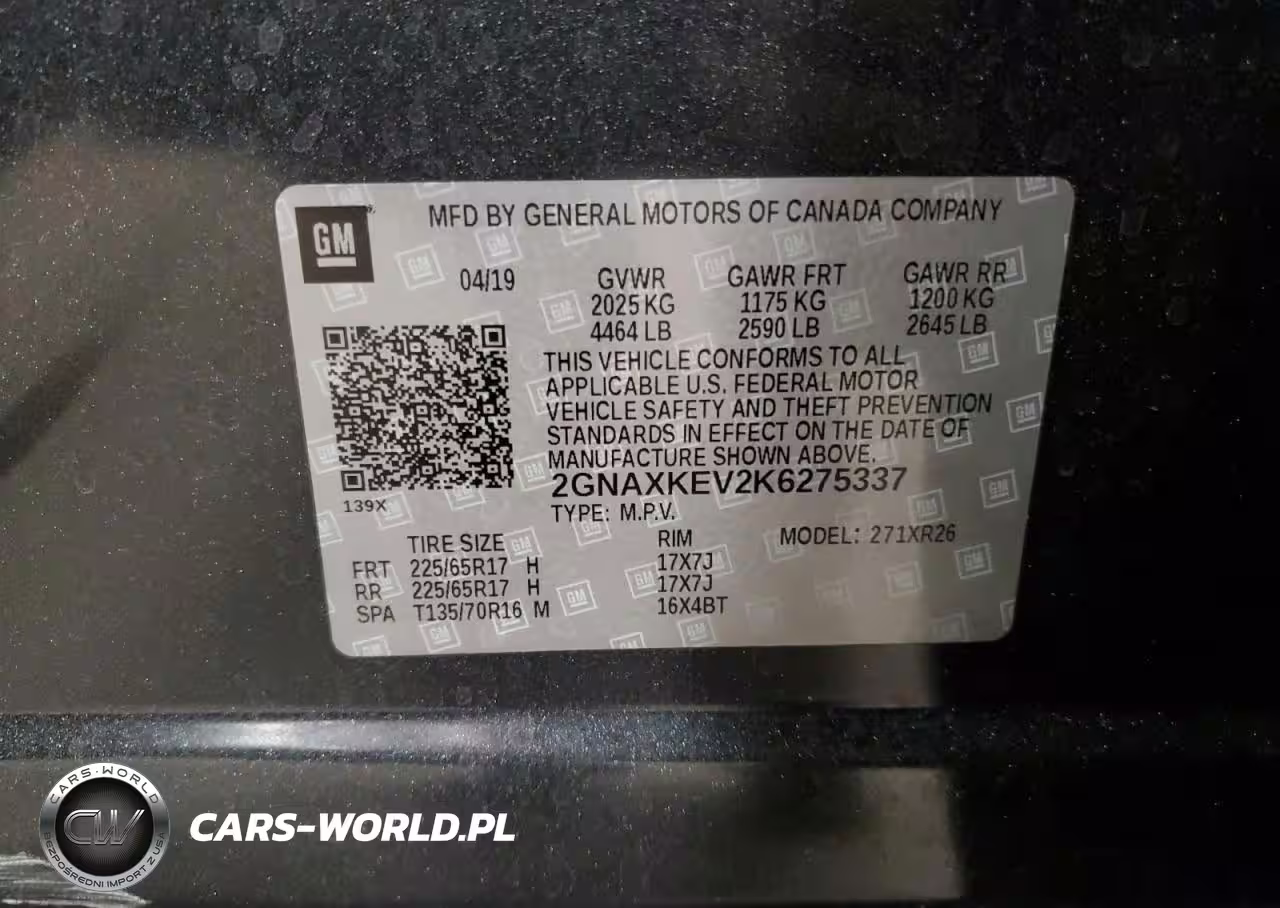 GM
MFD BY GENERAL MOTORS OF CANADA COMPANY
04/19 GVWR GAWR FRT GAWR RR
2025 KG 1175 KG 1200 KG
4464 LB 2590 LB 2645 LB
THIS VEHICLE CONFORMS TO ALL
APPLICABLE U.S. FEDERAL MOTOR
VEHICLE SAFETY AND THEFT PREVENTION
STANDARDS IN EFFECT ON THE DATE OF
MANUFACTURE SHOWN ABOVE.
2GNAXKEV2K6275337
139X
TYPE: M.P.V.
TIRE SIZE RIM MODEL: 271XR26
FRT 225/65R17 H 17X7J
RR 225/65R17 H 17X7J
SPA T135/70R16 M 16X4BT
CARS-WORLD
CW
BEZPOŚREDNI IMPORT Z USA
CARS-WORLD.PL